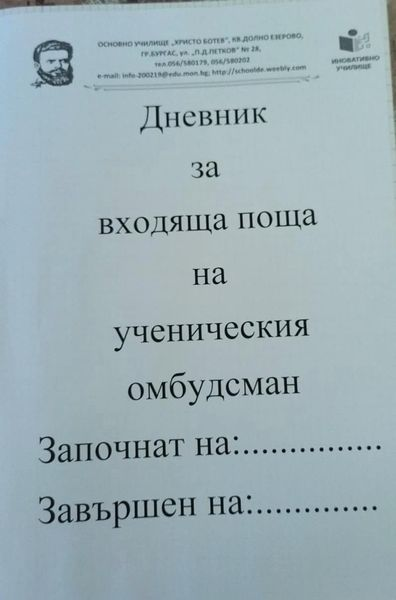 ОСНОВНО УЧИЛИЩЕ „ХРИСТО БОТЕВ", КВ.ДОЛНО ЕЗЕРОВО,
ГР.БУРГАС, ул. „П.Д.ПЕТКОВ" № 28,
тел.056/580179, 056/580202
e-mail: info-200219@edu.mon.bg; http://schoolde.weebly.com
ИНОВАТИВНО
УЧИЛИЩЕ
Дневник
за
входяща поща
на
ученическия
омбудсман
Започнат на:...............
Завършен на:.............